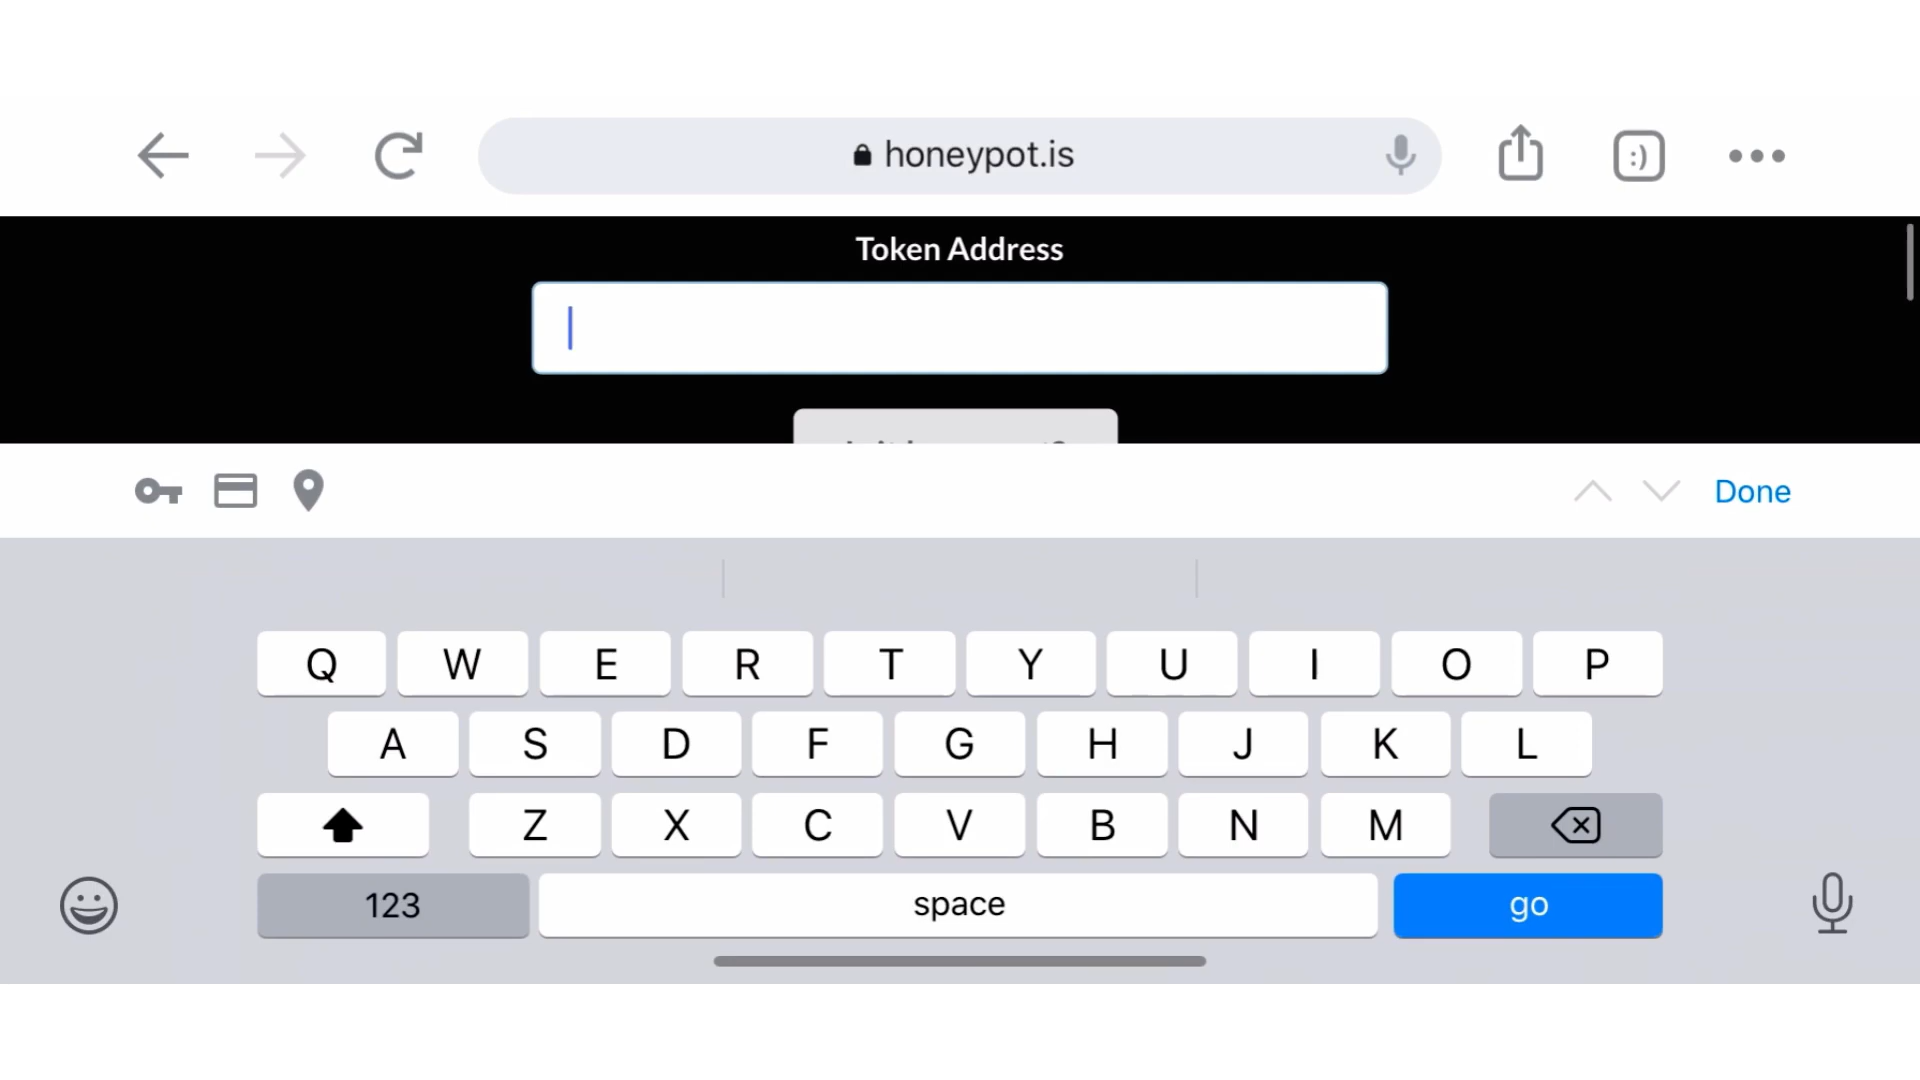 honeypot.is
:)
Token Address
Done
Q W E R T Y U I O P
A S D F G H J K L
Z X C V B N M
123 space go